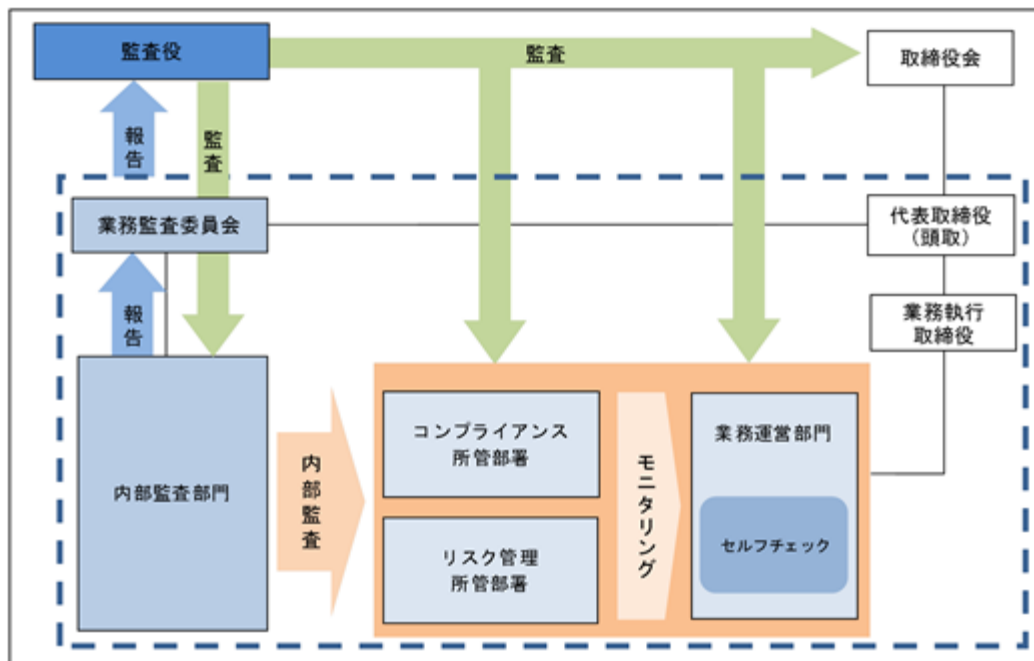 監査役
監査
取締役会
報告
監査
業務監査委員会
代表取締役
（頭取）
報告
業務執行
取締役
内部監査部門
内部監査
コンプライアンス
所管部署
リスク管理
所管部署
モニタリング
業務運営部門
セルフチェック